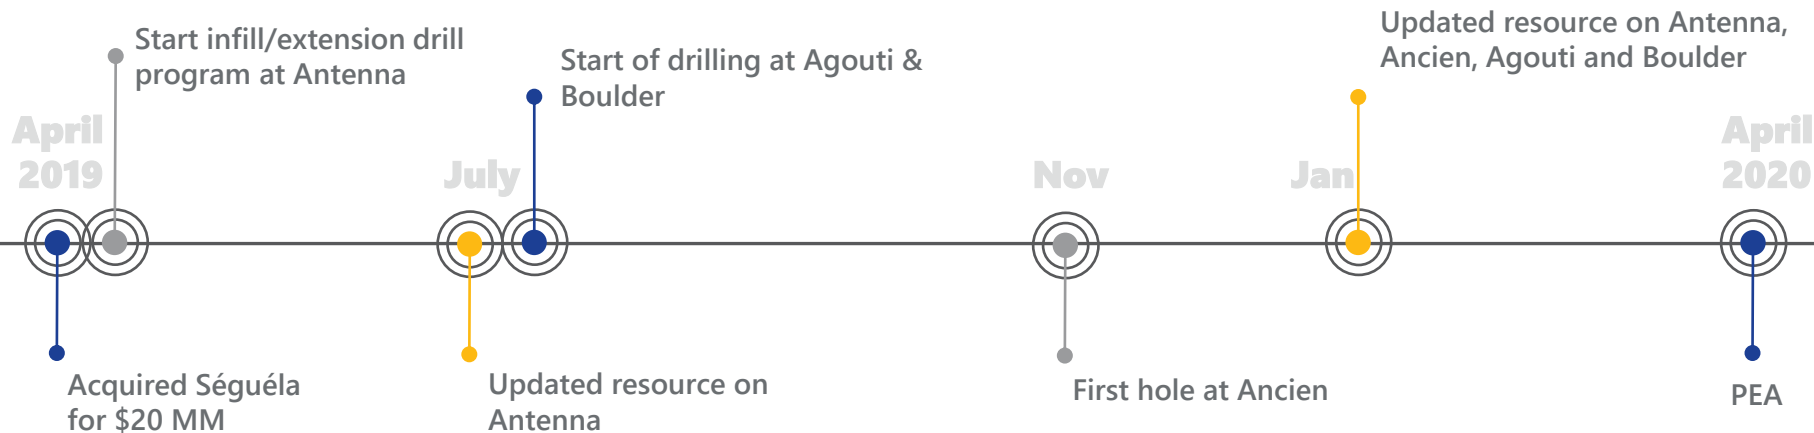 Start infill/extension drill
program at Antenna
Start of drilling at Agouti &
Boulder
Updated resource on Antenna,
Ancien, Agouti and Boulder
April
2019
July
Nov
Jan
April
2020
Acquired Séguéla
for $20 MM
Updated resource on
Antenna
First hole at Ancien
PEA